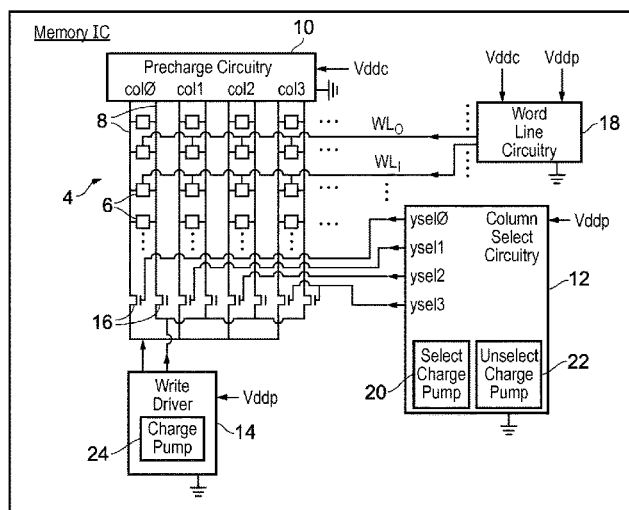 Memory IC
10
Precharge Circuitry
Vddc
colØ col1 col2 col3
8
Vddc Vddp
Word
Line
Circuitry
18
WLO
WLI
4
6
yselØ
ysel1
ysel2
ysel3
Column
Select
Circuitry
Vddp
12
16
Select
Charge
Pump
20
Unselect
Charge
Pump
22
Write
Driver
Vddp
Charge
Pump
24
14